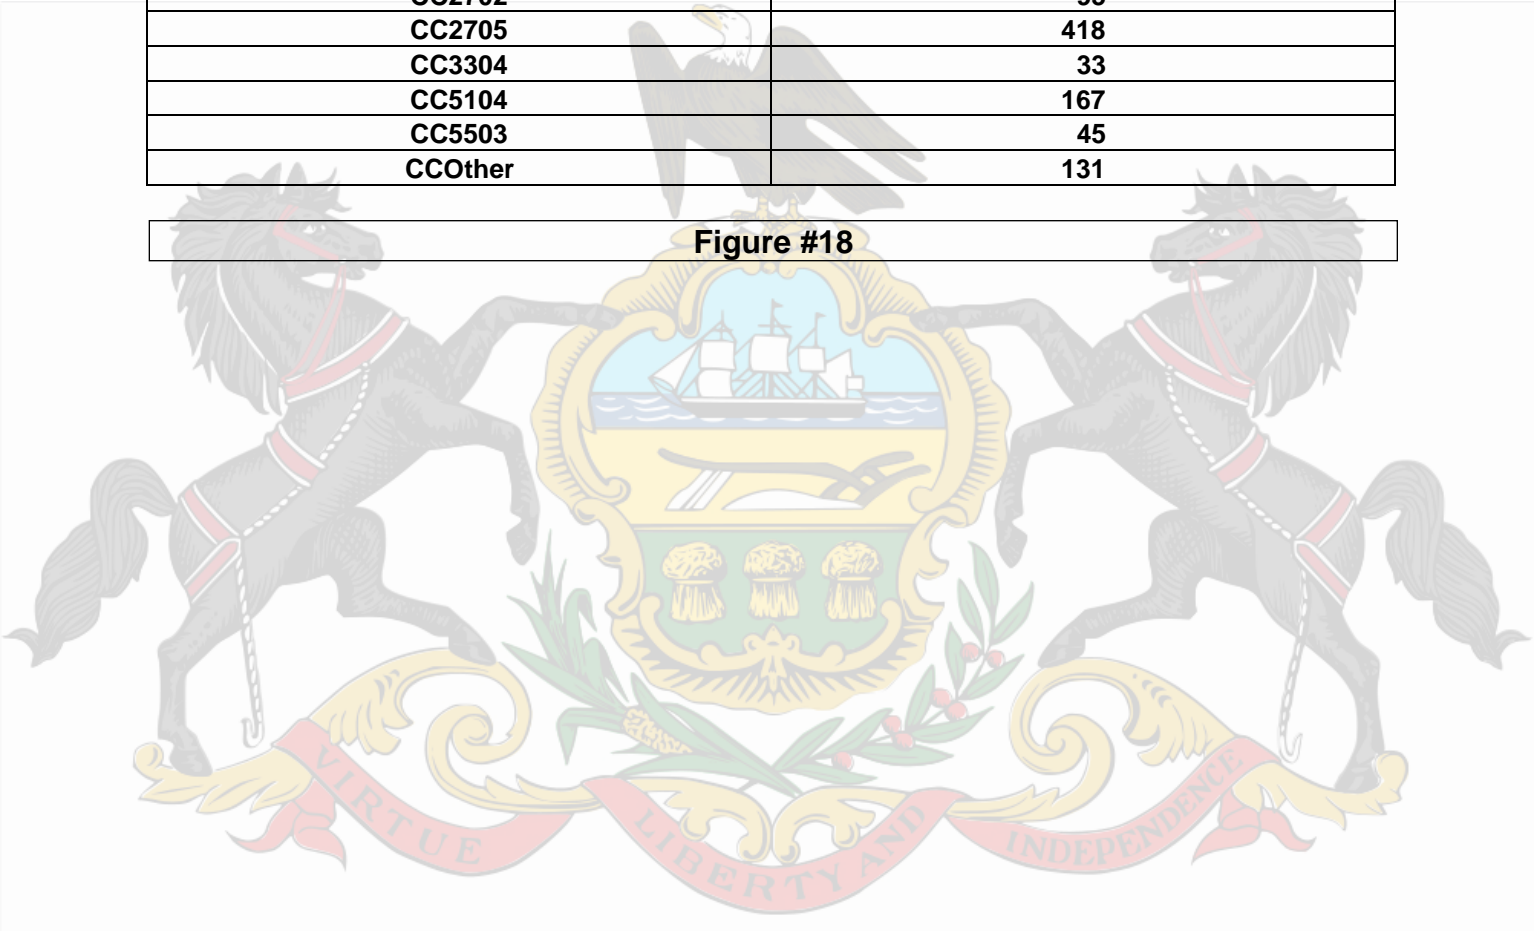 CC2705 418
CC3304 33
CC5104 167
CC5503 45
CCOther 131
Figure #18
VIRTUE
LIBERTY AND
INDEPENDENCE